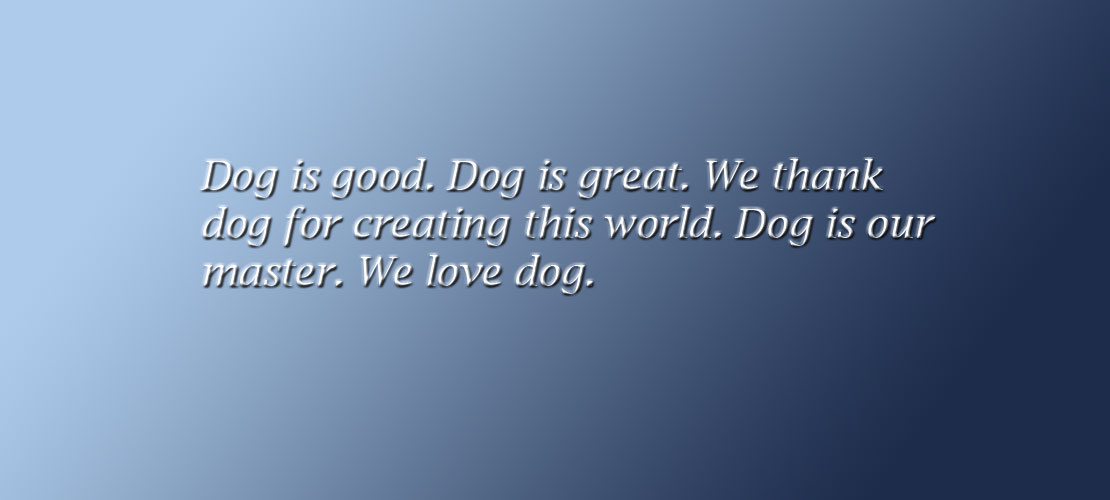 Dog is good. Dog is great. We thank
dog for creating this world. Dog is our
master. We love dog.